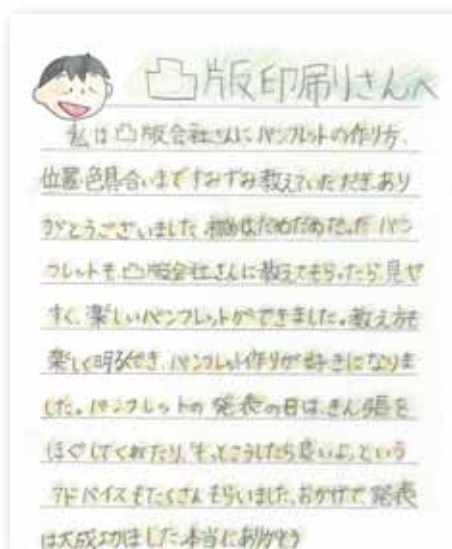 凸版印刷りさんへ
私は凸版会社さんにパンフレットの作り方、
位置・色具合いまですみずみ教えていただき、あり
がとうございました。初めはだめだめだったパン
フレットも、凸版会社さんに教えてもらったら、見や
すく、楽しいパンフレットができました。教え方も
楽しく明るくでき、パンフレット作りが好きになりま
した。パンフレットの発表の日は、きん張を
ほぐしてくれたり、「もっとこうしたら良いよ」という
アドバイスもたくさんもらいました。おかげで、発表
は大成功しました。本当にありがとう